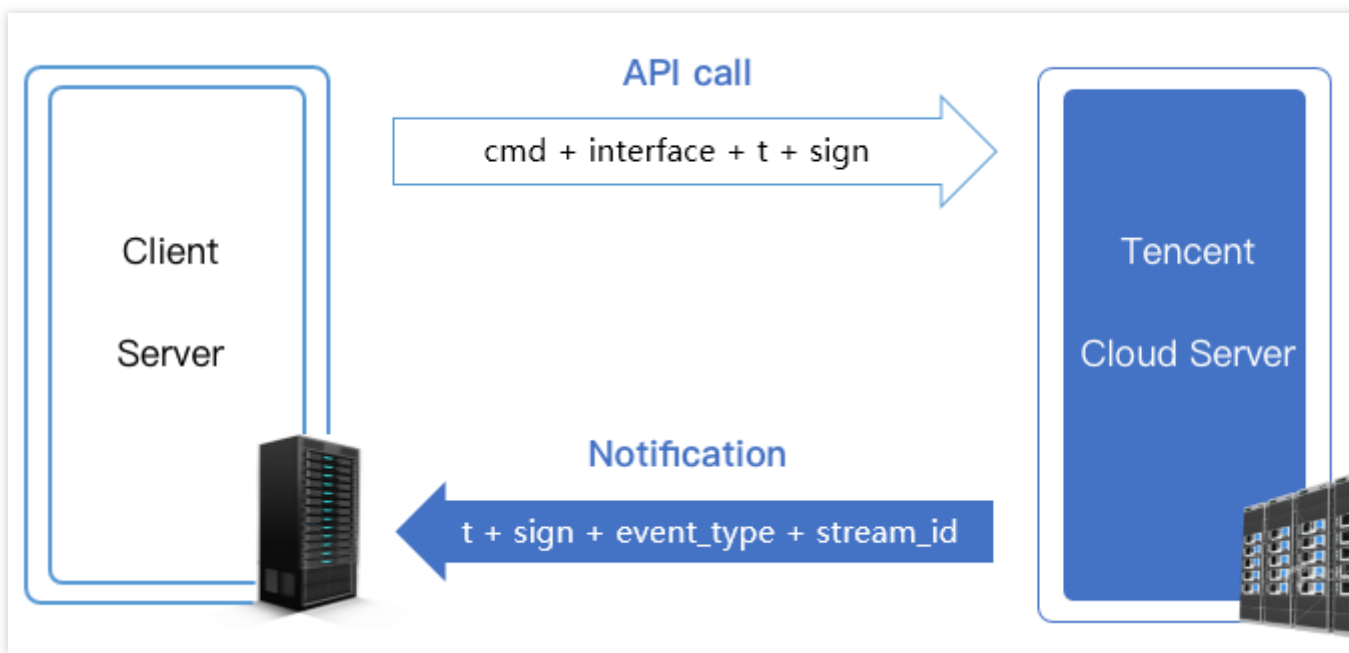 API call
cmd + interface + t + sign
Client
Server
Tencent
Cloud Server
Notification
t + sign + event_type + stream_id